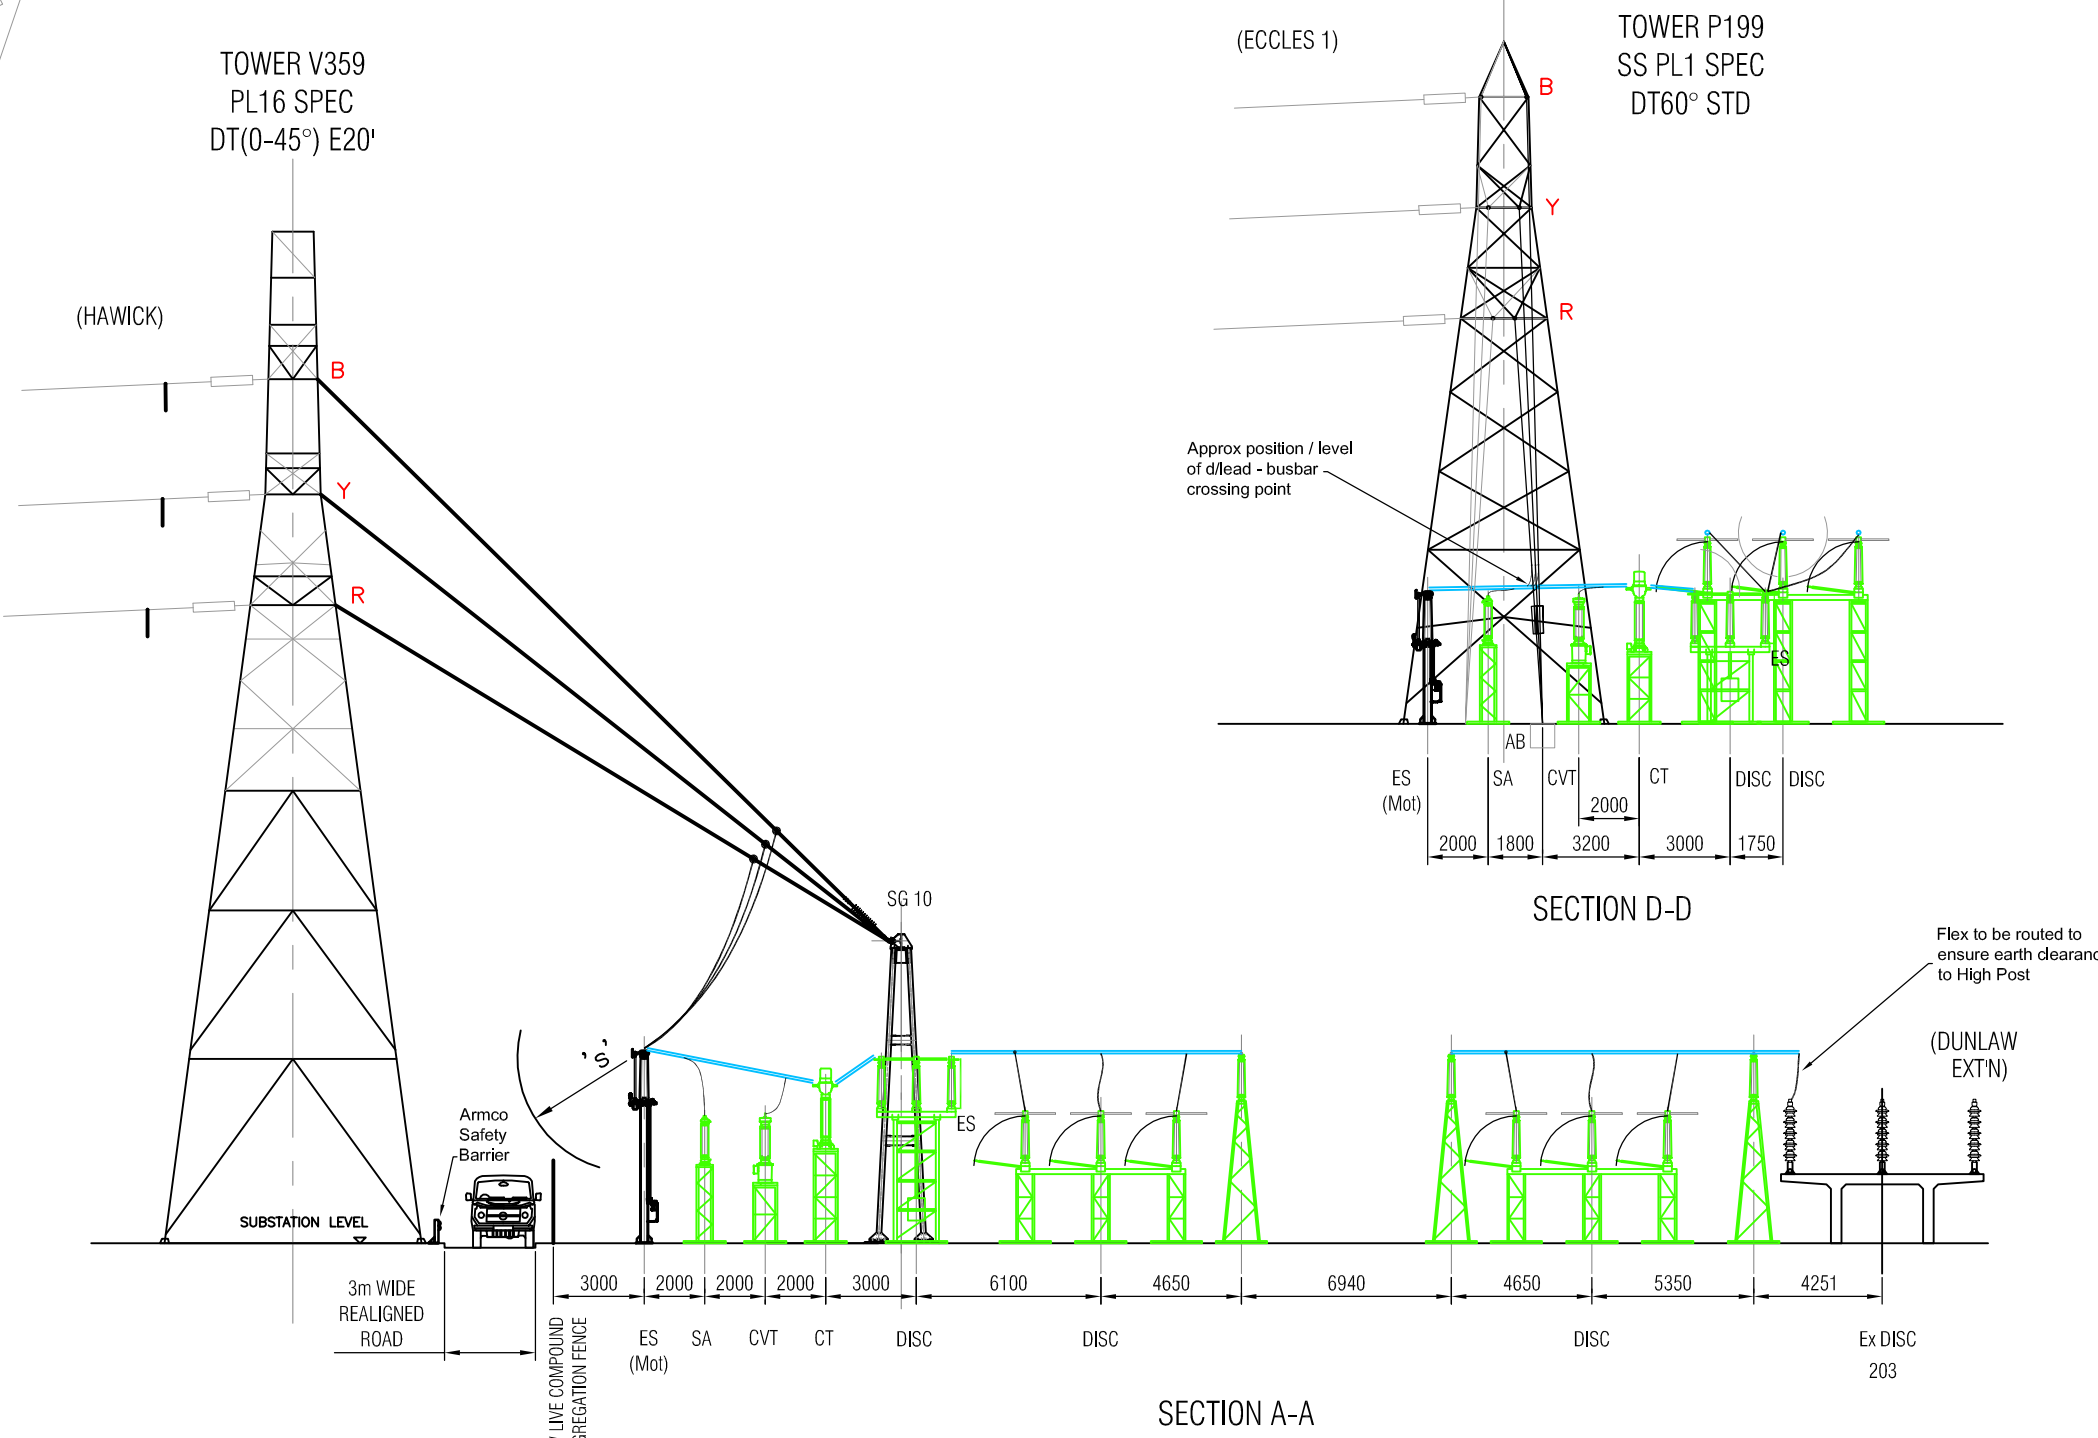 TOWER V359
PL16 SPEC
DT(0-45°) E20'
(HAWICK)
B
Y
R
(ECCLES 1)
TOWER P199
SS PL1 SPEC
DT60° STD
B
Y
R
Approx position / level
of d/lead - busbar
crossing point
ES
AB
ES
(Mot)
SA
CVT
CT
DISC
DISC
2000
2000
1800
3200
3000
1750
SECTION D-D
Flex to be routed to
ensure earth clearanc
to High Post
(DUNLAW
EXT'N)
SG 10
's'
ES
Armco
Safety
Barrier
SUBSTATION LEVEL
3m WIDE
REALIGNED
ROAD
3000
2000
2000
2000
3000
6100
4650
6940
4650
5350
4251
LIVE COMPOUND
GREGATION FENCE
ES
(Mot)
SA
CVT
CT
DISC
DISC
DISC
Ex DISC
203
SECTION A-A